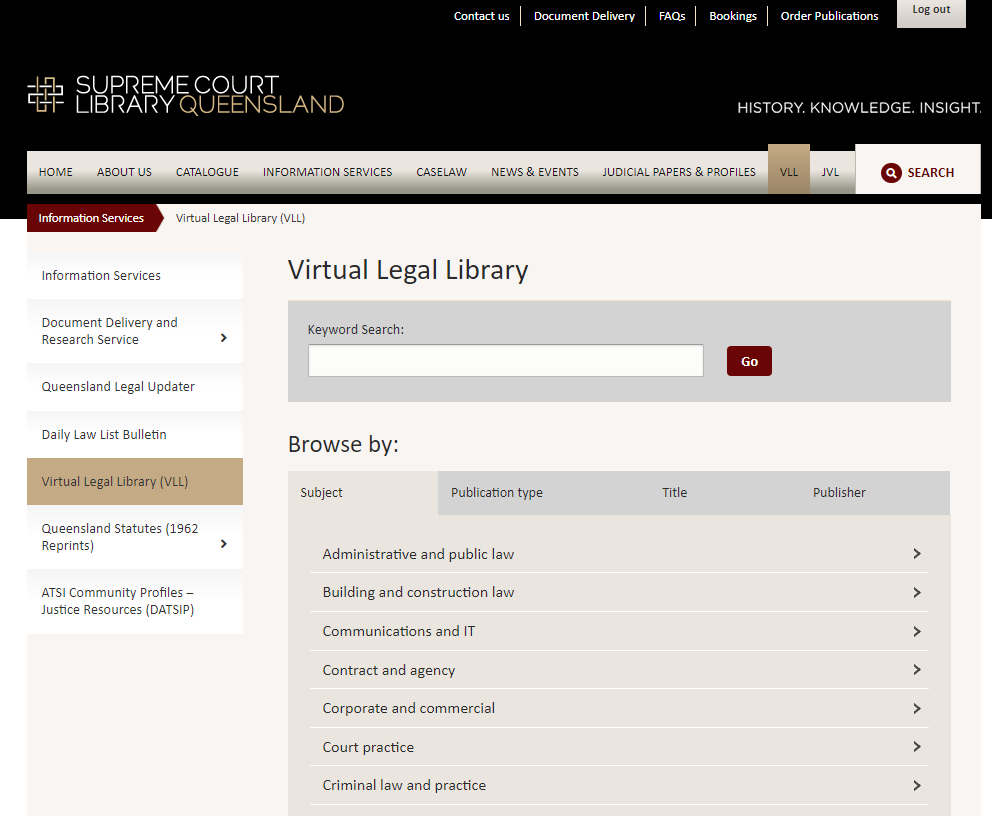 Contact us
Document Delivery
FAQs
Bookings
Order Publications
Log out
SUPREME COURT
LIBRARY QUEENSLAND
HISTORY. KNOWLEDGE. INSIGHT.
HOME
ABOUT US
CATALOGUE
INFORMATION SERVICES
CASELAW
NEWS & EVENTS
JUDICIAL PAPERS & PROFILES
VLL
JVL
SEARCH
Information Services
Virtual Legal Library (VLL)
Information Services
Document Delivery and
Research Service
Queensland Legal Updater
Daily Law List Bulletin
Virtual Legal Library (VLL)
Queensland Statutes (1962
Reprints)
ATSI Community Profiles –
Justice Resources (DATSIP)
Virtual Legal Library
Keyword Search:
Go
Browse by:
Subject
Publication type
Title
Publisher
Administrative and public law
Building and construction law
Communications and IT
Contract and agency
Corporate and commercial
Court practice
Criminal law and practice